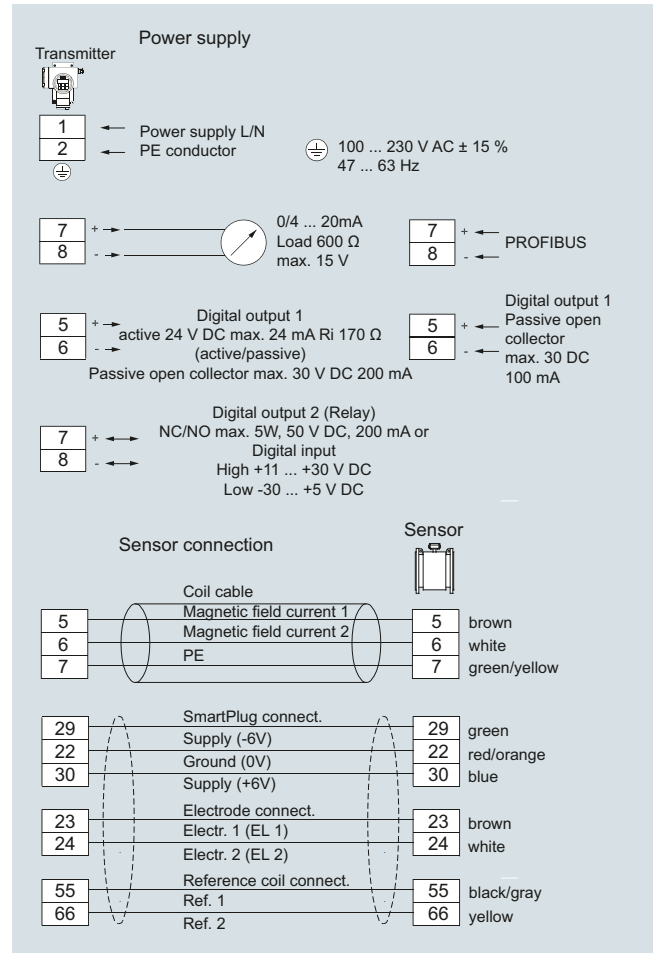 Power supply
Transmitter
1
2
Power supply L/N
PE conductor
100 ... 230 V AC ± 15 %
47 ... 63 Hz
7
8
+
-
0/4 ... 20mA
Load 600 Ω
max. 15 V
7
8
+
-
PROFIBUS
5
6
+
-
Digital output 1
active 24 V DC max. 24 mA Ri 170 Ω
(active/passive)
Passive open collector max. 30 V DC 200 mA
5
6
+
-
Digital output 1
Passive open
collector
max. 30 DC
100 mA
7
8
+
-
Digital output 2 (Relay)
NC/NO max. 5W, 50 V DC, 200 mA or
Digital input
High +11 ... +30 V DC
Low -30 ... +5 V DC
Sensor connection
Sensor
Coil cable
5 Magnetic field current 1 5 brown
6 Magnetic field current 2 6 white
7 PE 7 green/yellow
SmartPlug connect.
29 Supply (-6V) 29 green
22 Ground (0V) 22 red/orange
30 Supply (+6V) 30 blue
Electrode connect.
23 Electr. 1 (EL 1) 23 brown
24 Electr. 2 (EL 2) 24 white
Reference coil connect.
55 Ref. 1 55 black/gray
66 Ref. 2 66 yellow